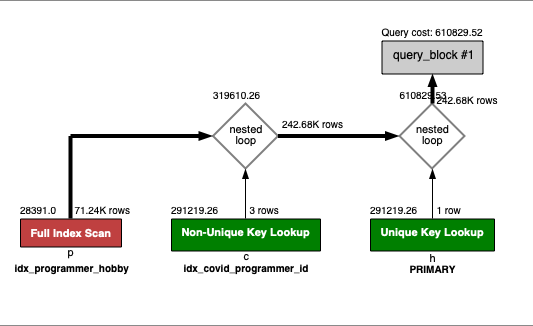 Query cost: 610829.52
query_block #1
319610.26
610829.53
242.68K rows
nested
loop
242.68K rows
nested
loop
28391.0
71.24K rows
291219.26
3 rows
291219.26
1 row
Full Index Scan
Non-Unique Key Lookup
Unique Key Lookup
p
c
h
idx_programmer_hobby
idx_covid_programmer_id
PRIMARY